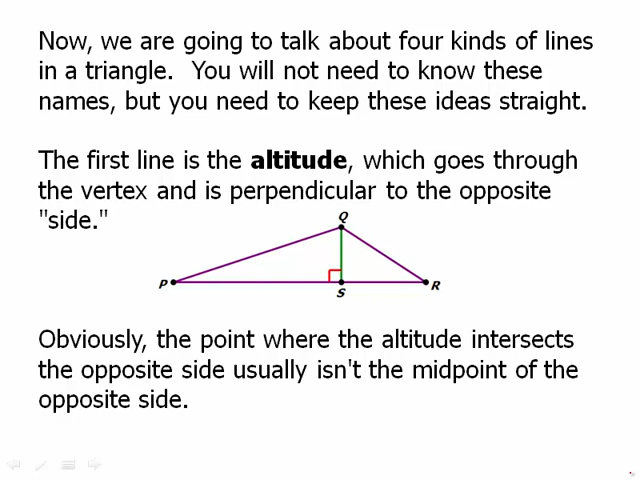 Now, we are going to talk about four kinds of lines
in a triangle. You will not need to know these
names, but you need to keep these ideas straight.
The first line is the altitude, which goes through
the vertex and is perpendicular to the opposite
"side."
Q
P
S
R
Obviously, the point where the altitude intersects
the opposite side usually isn't the midpoint of the
opposite side.